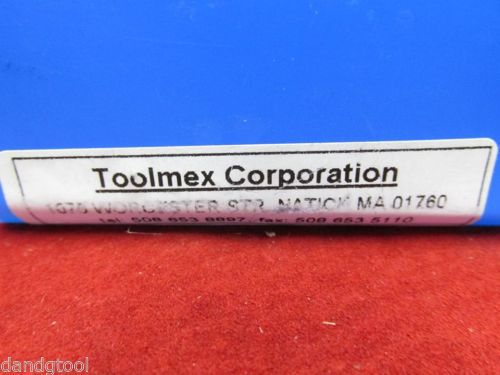 Toolmex Corporation
1075 WORCESTER STR. NATICK MA 01760
tel. 508 653 8897, fax: 508 653 5110
dandgtool